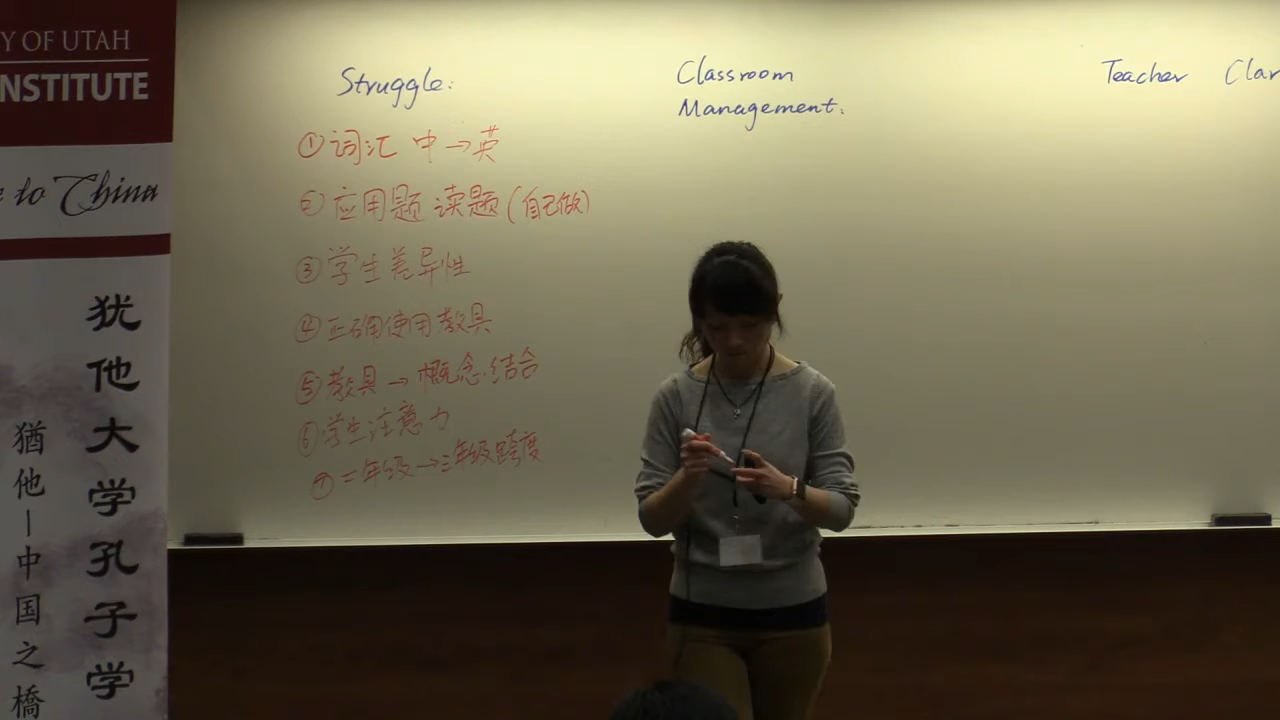 Y OF UTAH
NSTITUTE
e to China
犹他大学孔子学
猶他—中国之橋
Struggle:
①词汇 中→英
②应用题 读题(自己做)
③学生差异性
④正确使用教具
⑤教具→概念.结合
⑥学生注意力
⑦二年级→三年级跨度
Classroom
Management:
Teacher Clar